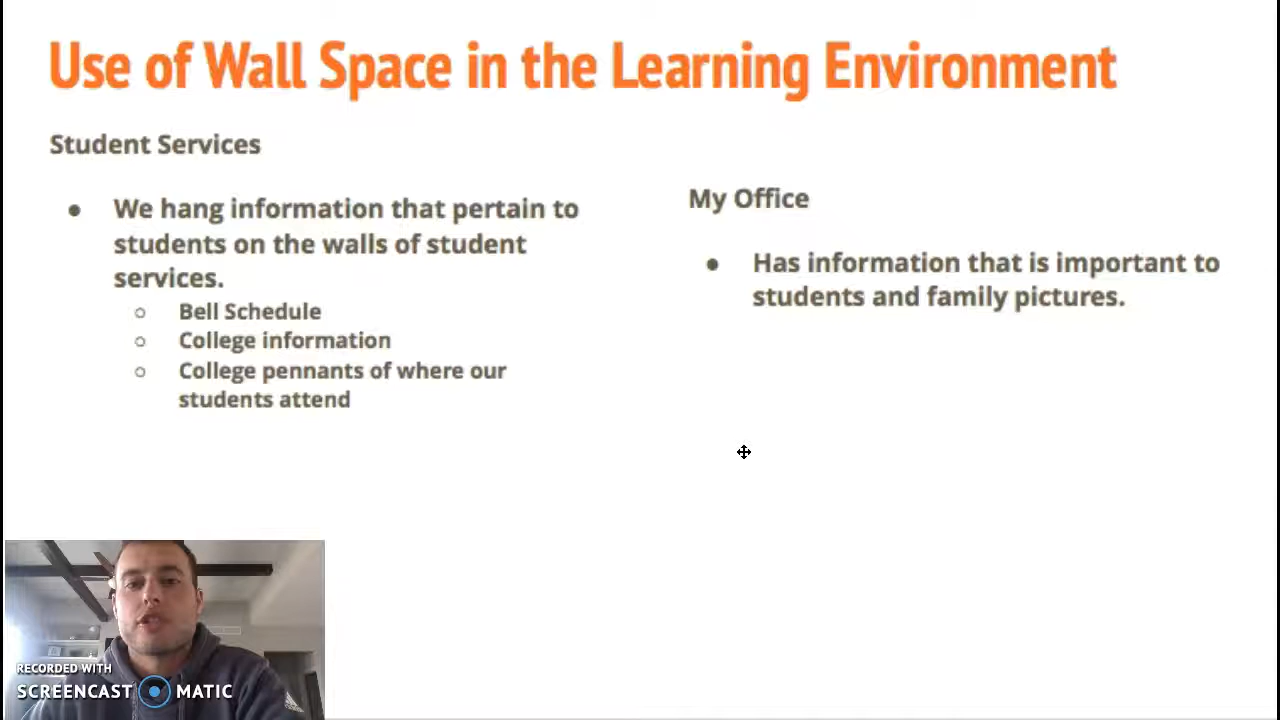 Use of Wall Space in the Learning Environment
Student Services
● We hang information that pertain to
students on the walls of student
services.
○ Bell Schedule
○ College information
○ College pennants of where our
students attend
My Office
● Has information that is important to
students and family pictures.
RECORDED WITH
SCREENCAST MATIC